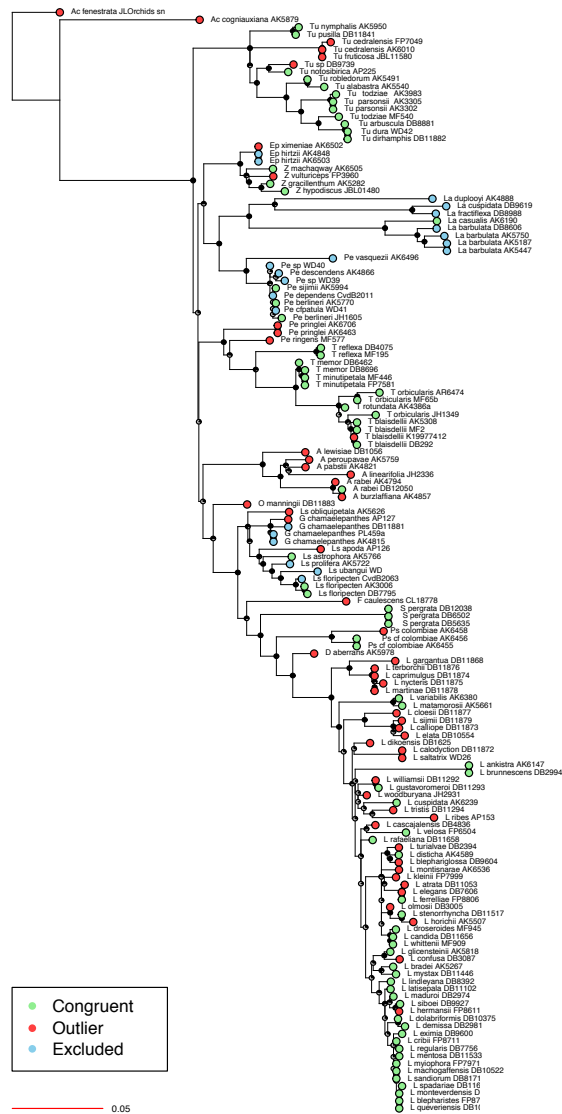 Ac fenestrata JLOrchids sn
Ac cogniauxiana AK5879
Tu nymphalis AK5950
Tu pusilla DB11841
Tu cedralensis FP7049
Tu cedralensis AK6010
Tu fruticosa JBL11580
Tu sp DB9739
Tu notosibirica AP225
Tu robledorum AK5491
Tu alabastra AK5540
Tu todziae AK3983
Tu parsonsii AK3305
Tu parsonsii AK3302
Tu todziae MF540
Tu arbuscula DB8881
Tu dura WD42
Tu dirhamphis DB11882
Ep ximeniae AK6502
Ep hirtzii AK4848
Ep hirtzii AK6503
Z machaqway AK6505
Z vulturiceps FP3960
Z gracillenthum AK5282
Z hypodiscus JBL01480
La duplooyi AK4888
La cuspidata DB9619
La fractiflexa DB8988
La casualis AK6190
La barbulata DB8606
La barbulata AK5750
La barbulata AK5187
La barbulata AK5447
Pe vasquezii AK6496
Pe sp WD40
Pe descendens AK4866
Pe sp WD39
Pe sijimii AK5994
Pe dependens CvdB2011
Pe berlineri AK5770
Pe cfpatula WD41
Pe berlineri JH1605
Pe pringlei AK6706
Pe pringlei AK6463
Pe ringens MF577
T reflexa DB4075
T reflexa MF195
T memor DB6462
T memor DB8696
T minutipetala MF446
T minutipetala FP7581
T orbicularis AR6474
T orbicularis MF65b
T rotundata AK4386a
T orbicularis JH1349
T blaisdellii AK5308
T blaisdellii MF2
T blaisdellii K19977412
T blaisdellii DB292
A lewisiae DB1056
A peroupavae AK5759
A pabstii AK4821
A linearifolia JH2336
A rabei AK4794
A rabei DB12050
A burzlaffiana AK4857
O manningii DB11883
Ls obliquipetala AK5626
G chamaelepanthes AP127
G chamaelepanthes DB11881
G chamaelepanthes PL459a
G chamaelepanthes AK4815
Ls apoda AP126
Ls astrophora AK5766
Ls prolifera AK5722
Ls ubangui WD
Ls floripecten CvdB2063
Ls floripecten AK3006
Ls floripecten DB7795
F caulescens CL18778
S pergrata DB12038
S pergrata DB6502
S pergrata DB5635
Ps colombiae AK6458
Ps cf colombiae AK6456
Ps cf colombiae AK6455
D aberrans AK5978
L gargantua DB11868
L terborchii DB11876
L caprimulgus DB11874
L nycteris DB11875
L martinae DB11878
L variabilis AK6380
L matamorosii AK5661
L cloesii DB11877
L sijmii DB11879
L calliope DB11873
L elata DB10554
L dikoensis DB1625
L calodyction DB11872
L saltatrix WD26
L ankistra AK6147
L brunnescens DB2994
L williamsii DB11292
L gustavoromeroi DB11293
L woodburyana JH2931
L cuspidata AK6239
L tristis DB11294
L ribes AP153
L cascajalensis DB4836
L velosa FP6504
L rafaeliana DB11658
L turialvae DB2394
L disticha AK4589
L blephariglossa DB9604
L montisnarae AK6536
L kleinii FP7999
L atrata DB11053
L elegans DB7606
L ferrelliae FP8806
L olmosii DB3005
L stenorrhyncha DB11517
L horichii AK5507
L droseroides MF945
L candida DB11656
L whittenii MF909
L glicensteinii AK5818
L confusa DB3087
L bradei AK5267
L mystax DB11446
L lindleyana DB8392
L latisepala DB11102
L maduroi DB2974
L siboei DB9927
L hermansii FP8611
L dolabriformis DB10375
L demissa DB2981
L eximia DB9600
L cribii FP8711
L regularis DB7756
L mentosa DB11533
L myiophora FP7971
L machogaffensis DB10522
L sandiorum DB8171
L spadariae DB116
L monteverdensis D
L blepharistes FP87
L queveriensis DB11
Congruent
Outlier
Excluded
0.05